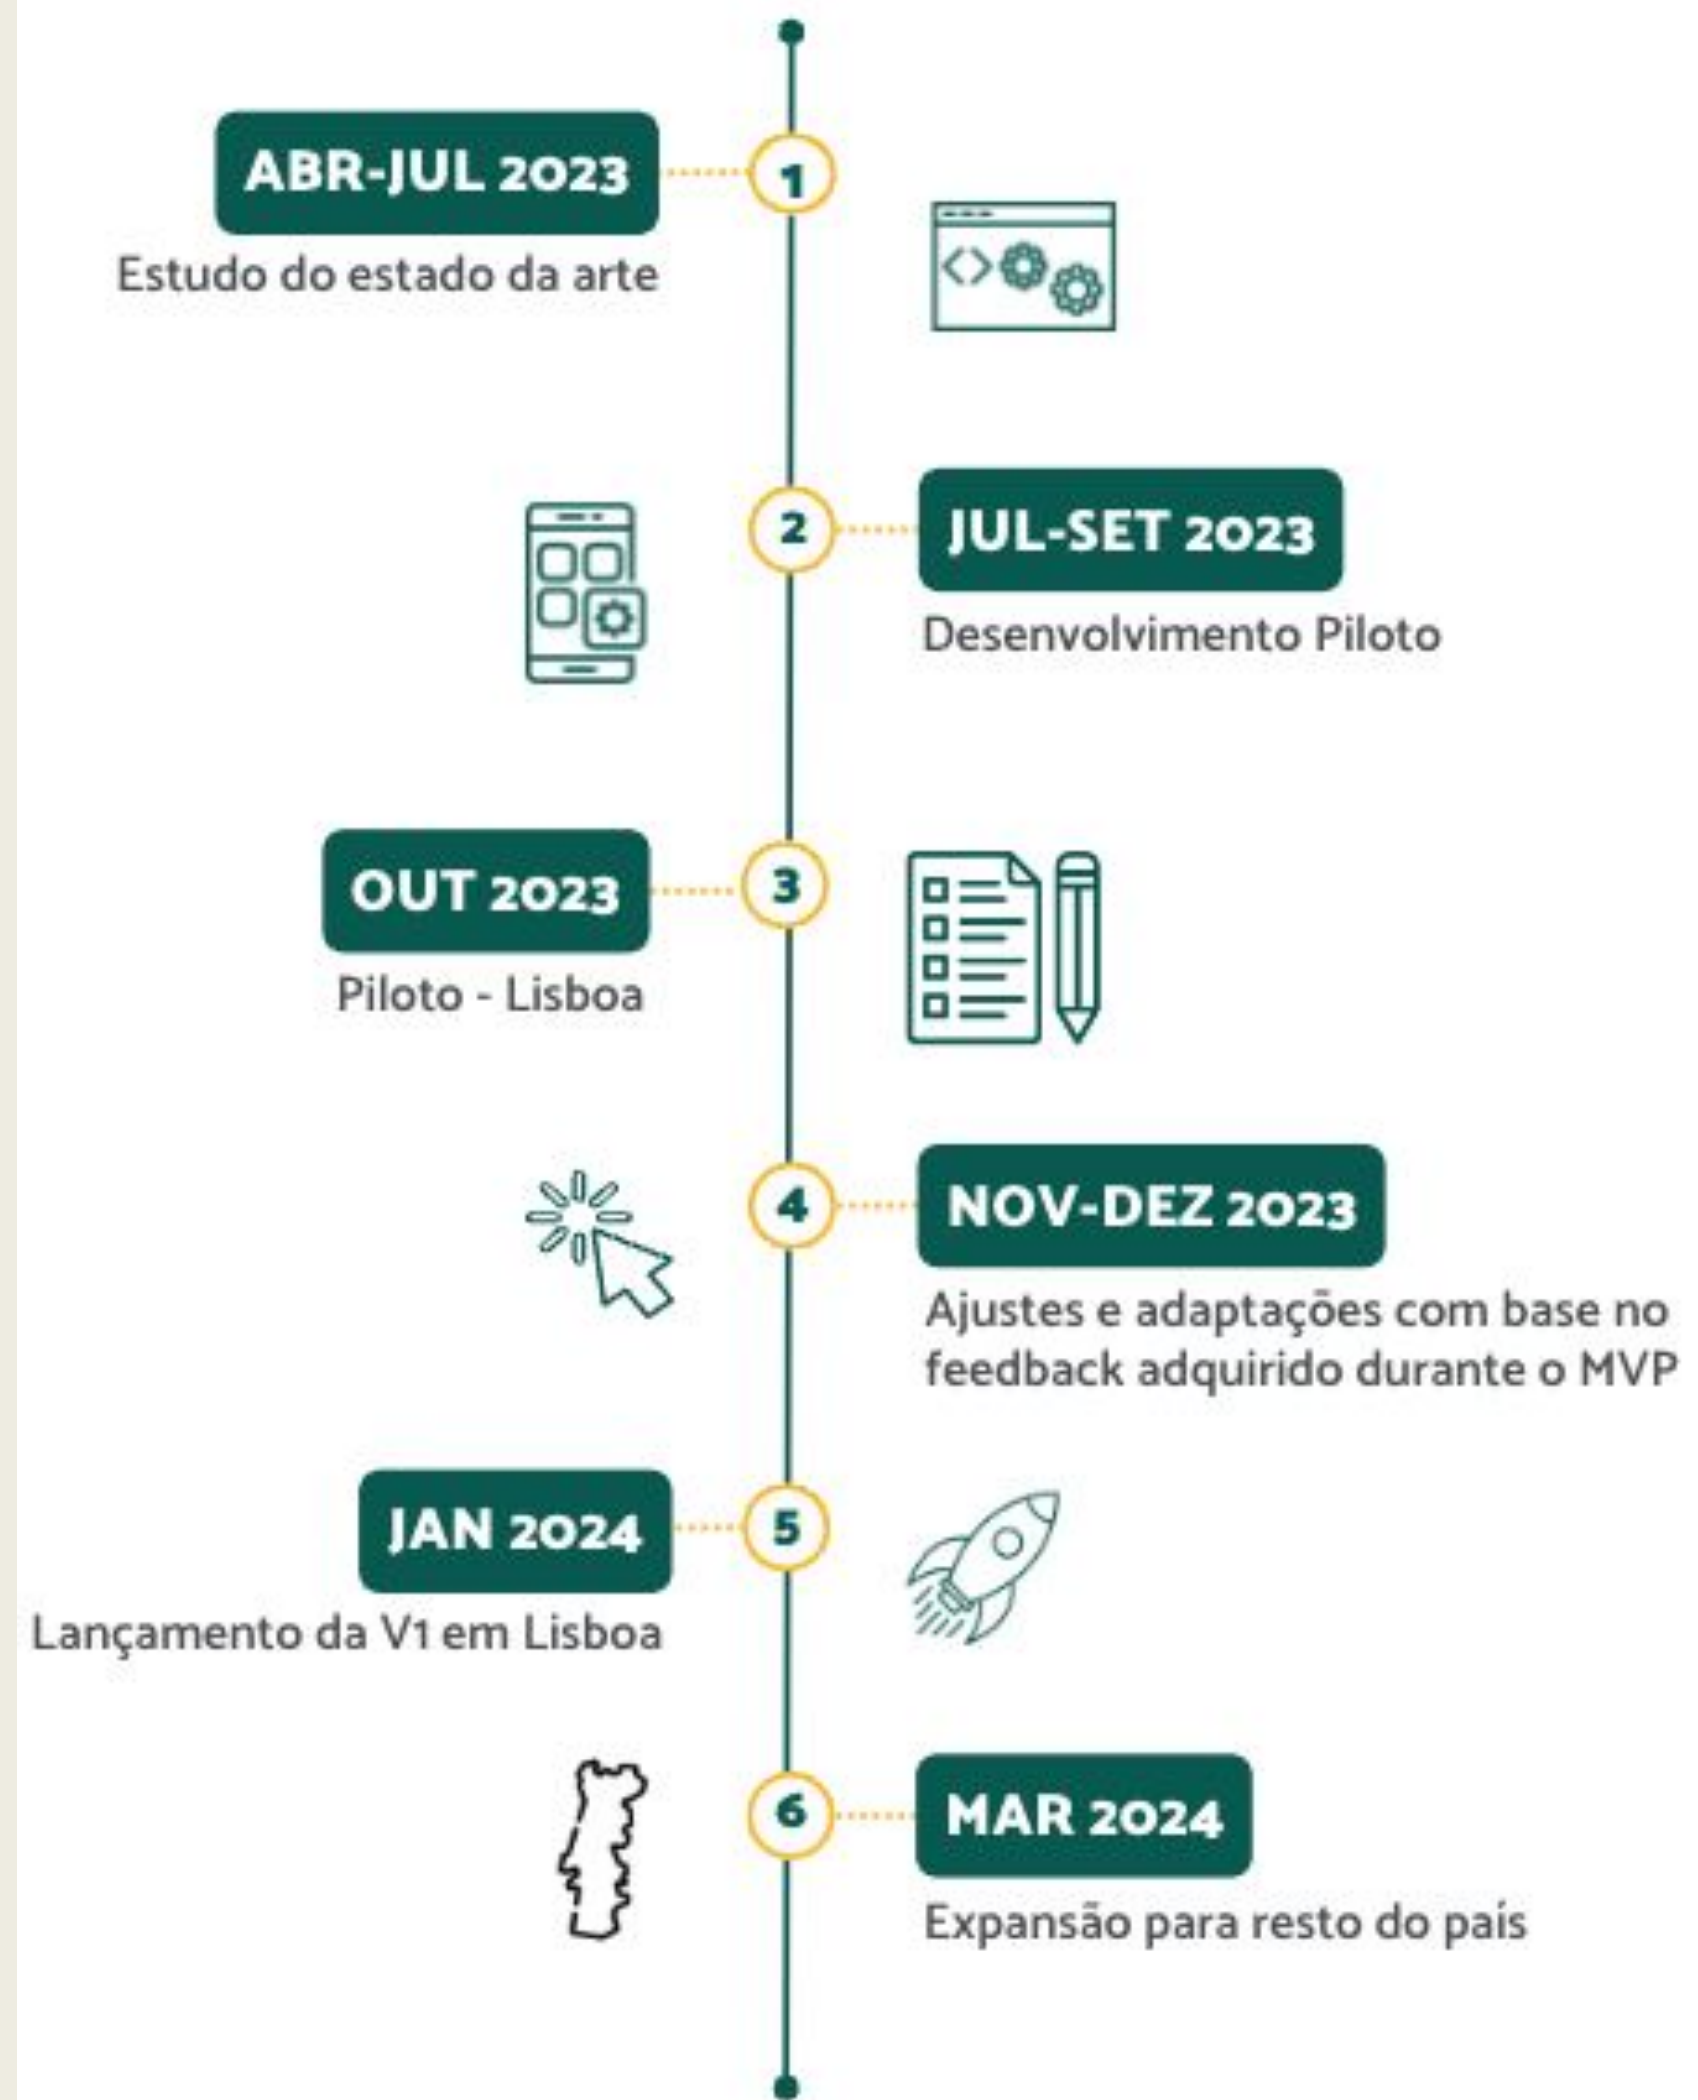 ABR-JUL 2023
1
Estudo do estado da arte
2
JUL-SET 2023
Desenvolvimento Piloto
OUT 2023
3
Piloto - Lisboa
4
NOV-DEZ 2023
Ajustes e adaptações com base no
feedback adquirido durante o MVP
JAN 2024
5
Lançamento da V1 em Lisboa
6
MAR 2024
Expansão para resto do país